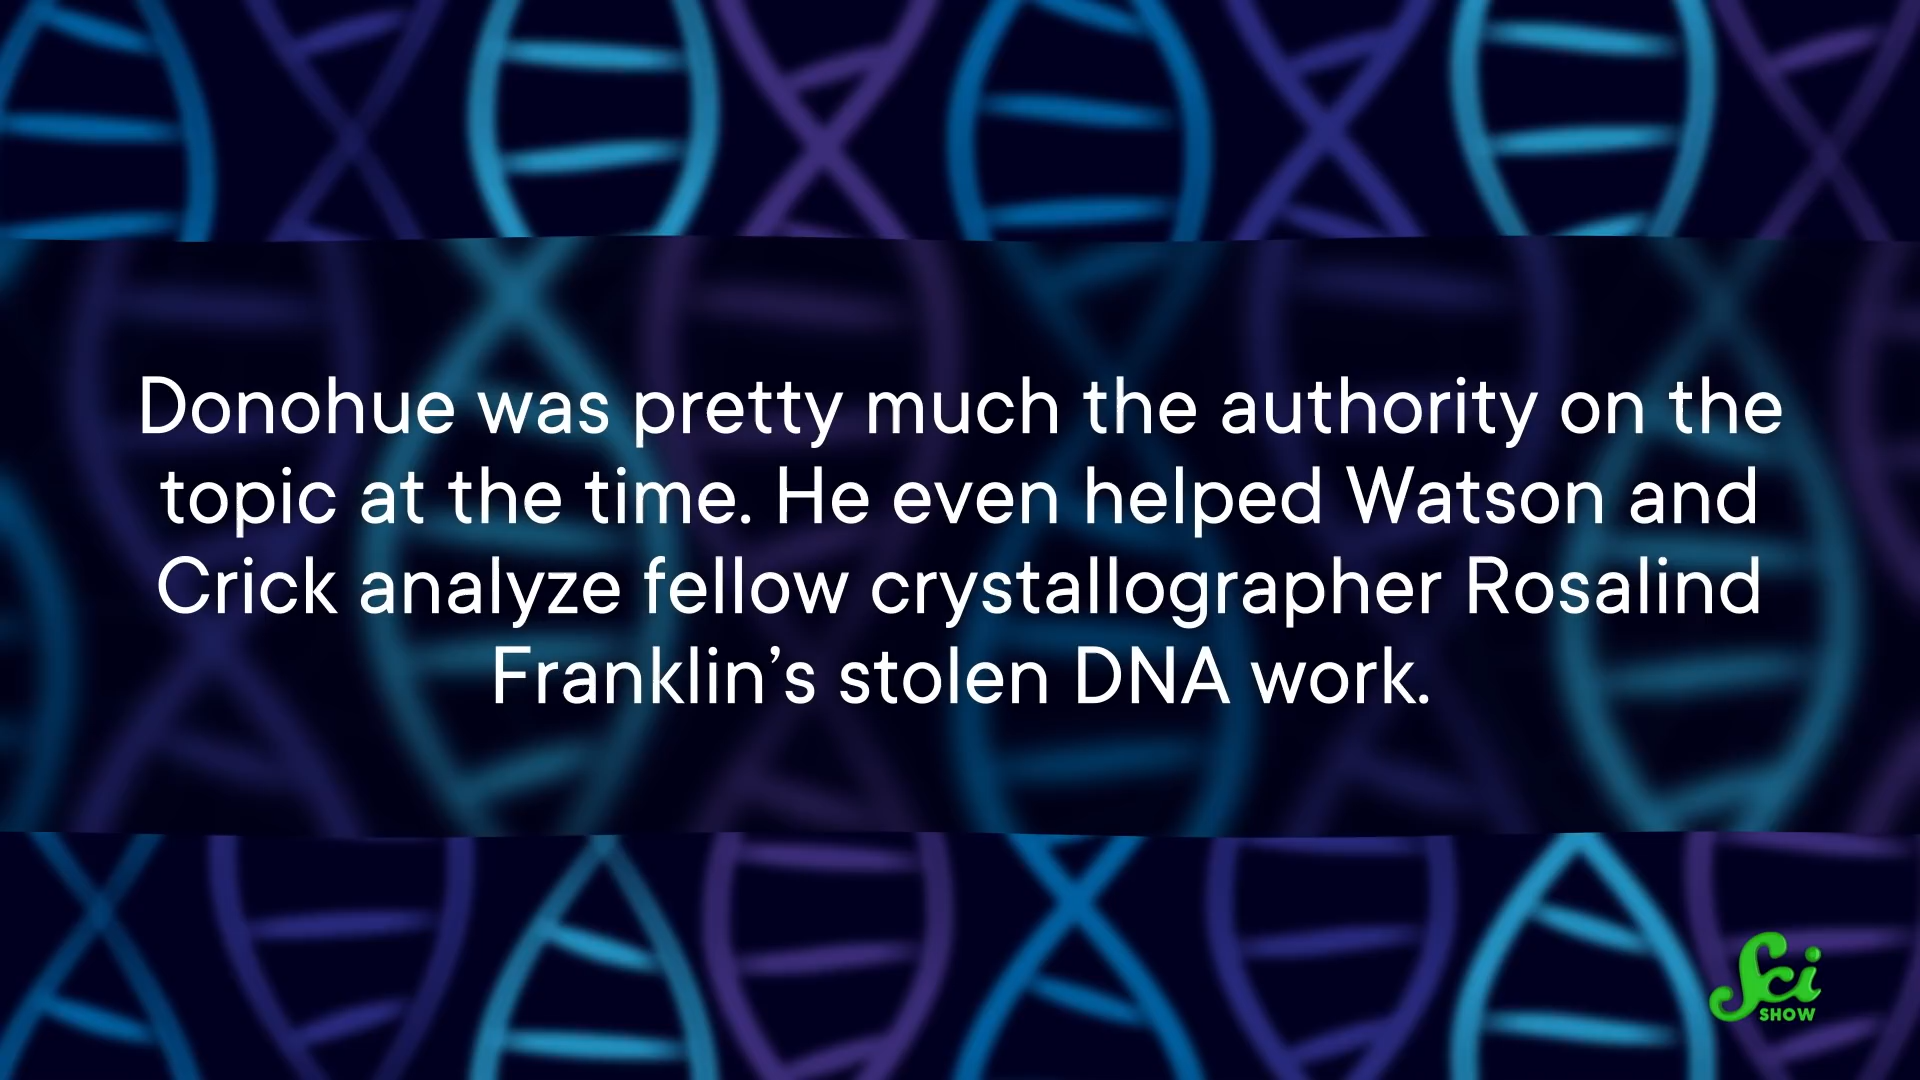 Donohue was pretty much the authority on the
topic at the time. He even helped Watson and
Crick analyze fellow crystallographer Rosalind
Franklin’s stolen DNA work.
Sci
SHOW